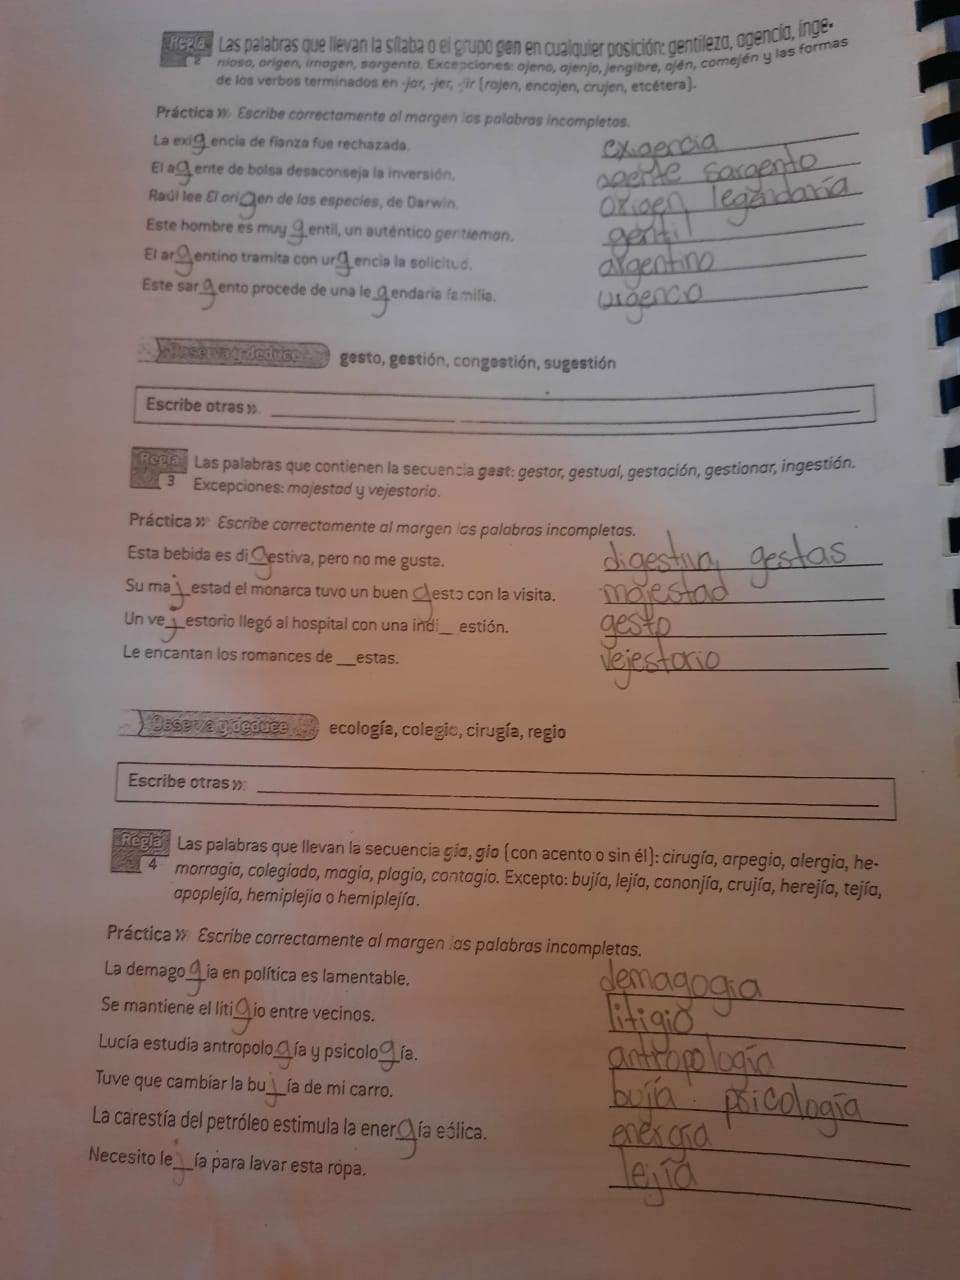 Regla 2 Las palabras que llevan la sílaba o el grupo gen en cualquier posición: gentileza, agencia, inge-
nioso, origen, imagen, sargento. Excepciones: ajeno, ajenjo, jengibre, ajén, comején y las formas
de los verbos terminados en -jar, -jer, -jir (rajen, encajen, crujen, etcétera).
Práctica » Escribe correctamente al margen las palabras incompletas.
La exigencia de fianza fue rechazada. exigencia
El agente de bolsa desaconseja la inversión. agente sargento
Raúl lee El origen de las especies, de Darwin. origen legendaria
Este hombre es muy gentil, un auténtico gentleman. gentil
El argentino tramita con urgencia la solicitud. argentino
Este sargento procede de una legendaria familia. urgencia
Observa y deduce gesto, gestión, congestión, sugestión
Escribe otras »
Regla 3 Las palabras que contienen la secuencia gest: gestor, gestual, gestación, gestionar, ingestión.
Excepciones: majestad y vejestorio.
Práctica » Escribe correctamente al margen las palabras incompletas.
Esta bebida es digestiva, pero no me gusta. digestiva gestas
Su majestad el monarca tuvo un buen gesto con la visita. majestad
Un vejestorio llegó al hospital con una indi__estión. gesto
Le encantan los romances de __estas. vejestorio
Observa y deduce ecología, colegio, cirugía, regio
Escribe otras »
Regla 4 Las palabras que llevan la secuencia gia, gio (con acento o sin él): cirugía, arpegio, alergia, he-
morragia, colegiado, magia, plagio, contagio. Excepto: bujía, lejía, canonjía, crujía, herejía, tejía,
apoplejía, hemiplejia o hemiplejía.
Práctica » Escribe correctamente al margen las palabras incompletas.
La demagogia en política es lamentable. demagogia
Se mantiene el litigio entre vecinos. litigio
Lucía estudia antropología y psicología. antropología
Tuve que cambiar la bujía de mi carro. bujía. psicología
La carestía del petróleo estimula la energía eólica. energía
Necesito lejía para lavar esta ropa. lejía